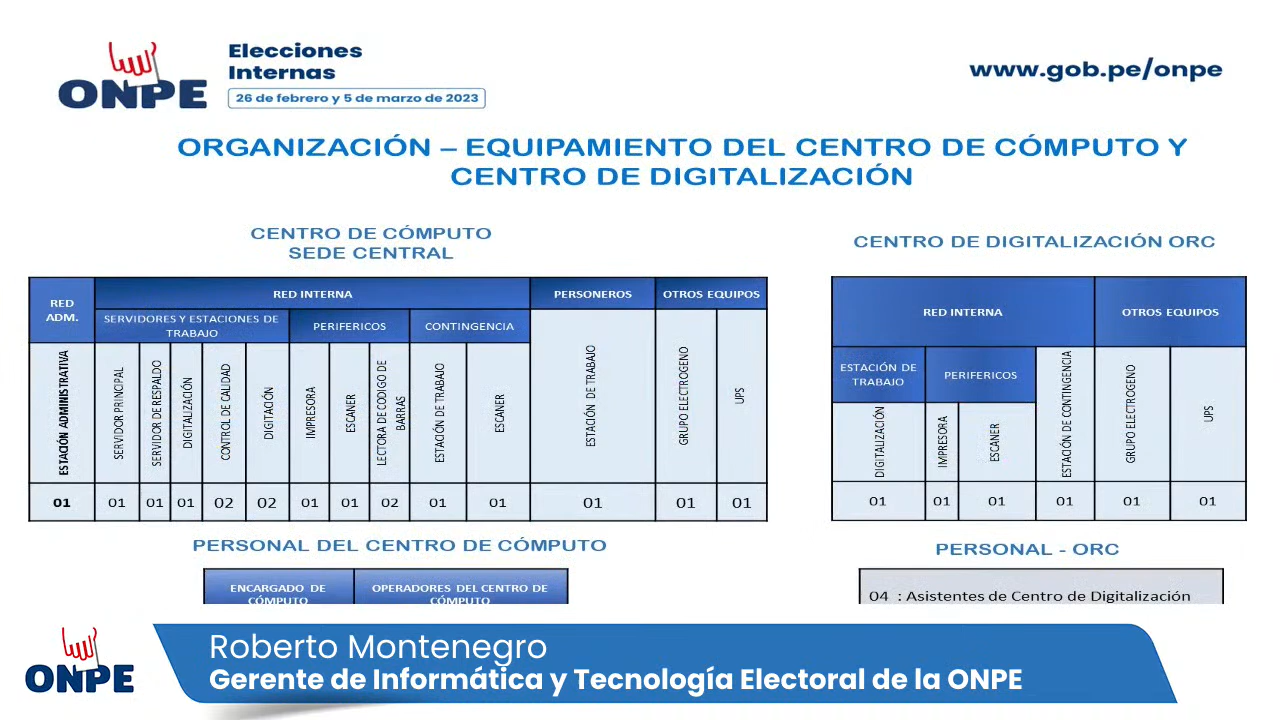 ONPE
Elecciones
Internas
26 de febrero y 5 de marzo de 2023
www.gob.pe/onpe
ORGANIZACIÓN – EQUIPAMIENTO DEL CENTRO DE CÓMPUTO Y
CENTRO DE DIGITALIZACIÓN
CENTRO DE CÓMPUTO
SEDE CENTRAL
RED
ADM.
RED INTERNA
PERSONEROS
OTROS EQUIPOS
SERVIDORES Y ESTACIONES DE
TRABAJO
PERIFERICOS
CONTINGENCIA
ESTACIÓN ADMINISTRATIVA
SERVIDOR PRINCIPAL
SERVIDOR DE RESPALDO
DIGITALIZACIÓN
CONTROL DE CALIDAD
DIGITACIÓN
IMPRESORA
ESCANER
LECTORA DE CODIGO DE
BARRAS
ESTACIÓN DE TRABAJO
ESCANER
ESTACIÓN DE TRABAJO
GRUPO ELECTROGENO
UPS
01 01 01 01 02 02 01 01 02 01 01 01 01 01
CENTRO DE DIGITALIZACIÓN ORC
RED INTERNA
OTROS EQUIPOS
ESTACIÓN DE
TRABAJO
PERIFERICOS
DIGITALIZACIÓN
IMPRESORA
ESCANER
ESTACIÓN DE CONTINGENCIA
GRUPO ELECTROGENO
UPS
01 01 01 01 01 01
PERSONAL DEL CENTRO DE CÓMPUTO
ENCARGADO DE
CÓMPUTO
OPERADORES DEL CENTRO DE
CÓMPUTO
PERSONAL - ORC
04 : Asistentes de Centro de Digitalización
ONPE
Roberto Montenegro
Gerente de Informática y Tecnología Electoral de la ONPE